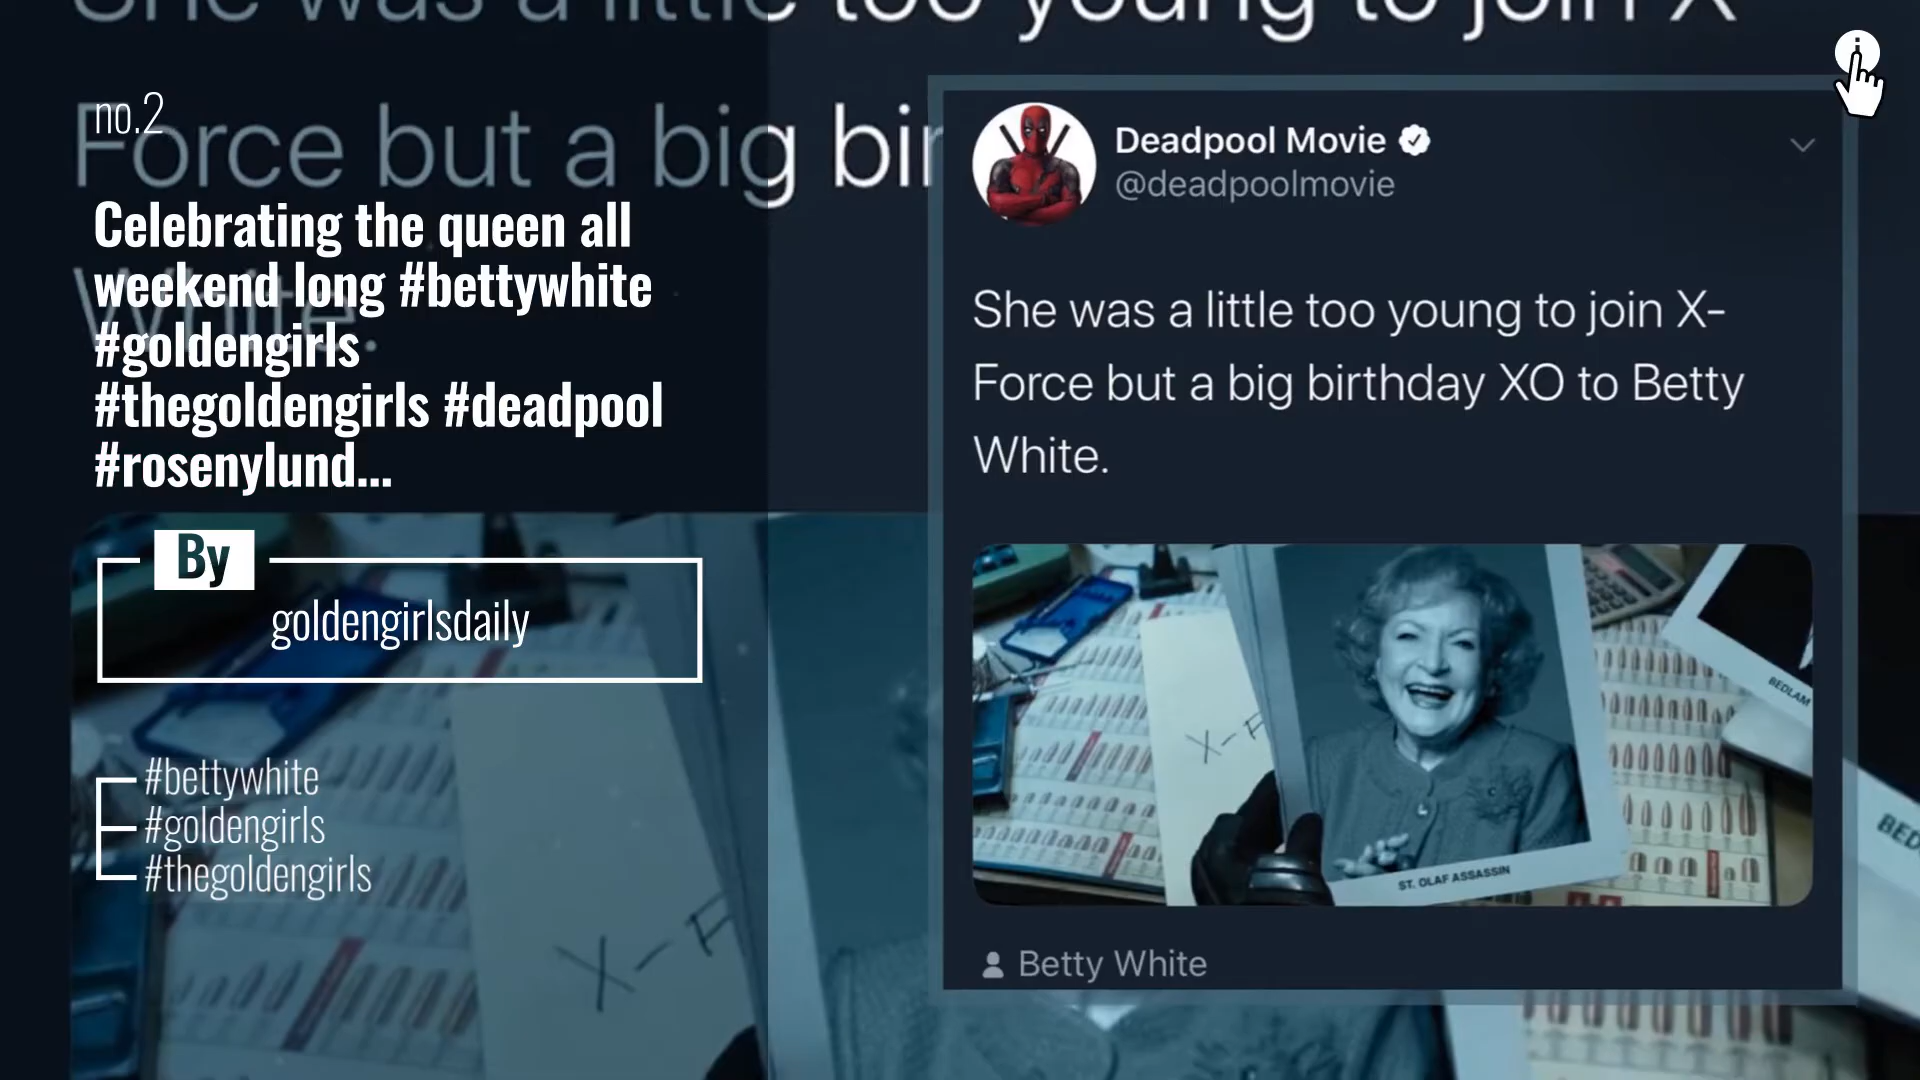 She was a little too young to join X
no.2
Force but a big bir
White.
Celebrating the queen all
weekend long #bettywhite
#goldengirls
#thegoldengirls #deadpool
#rosenylund...
By
goldengirlsdaily
#bettywhite
#goldengirls
#thegoldengirls
X-F
Deadpool Movie
@deadpoolmovie
She was a little too young to join X-
Force but a big birthday XO to Betty
White.
X-F
BEDLAM
ST. OLAF ASSASSIN
Betty White
BED